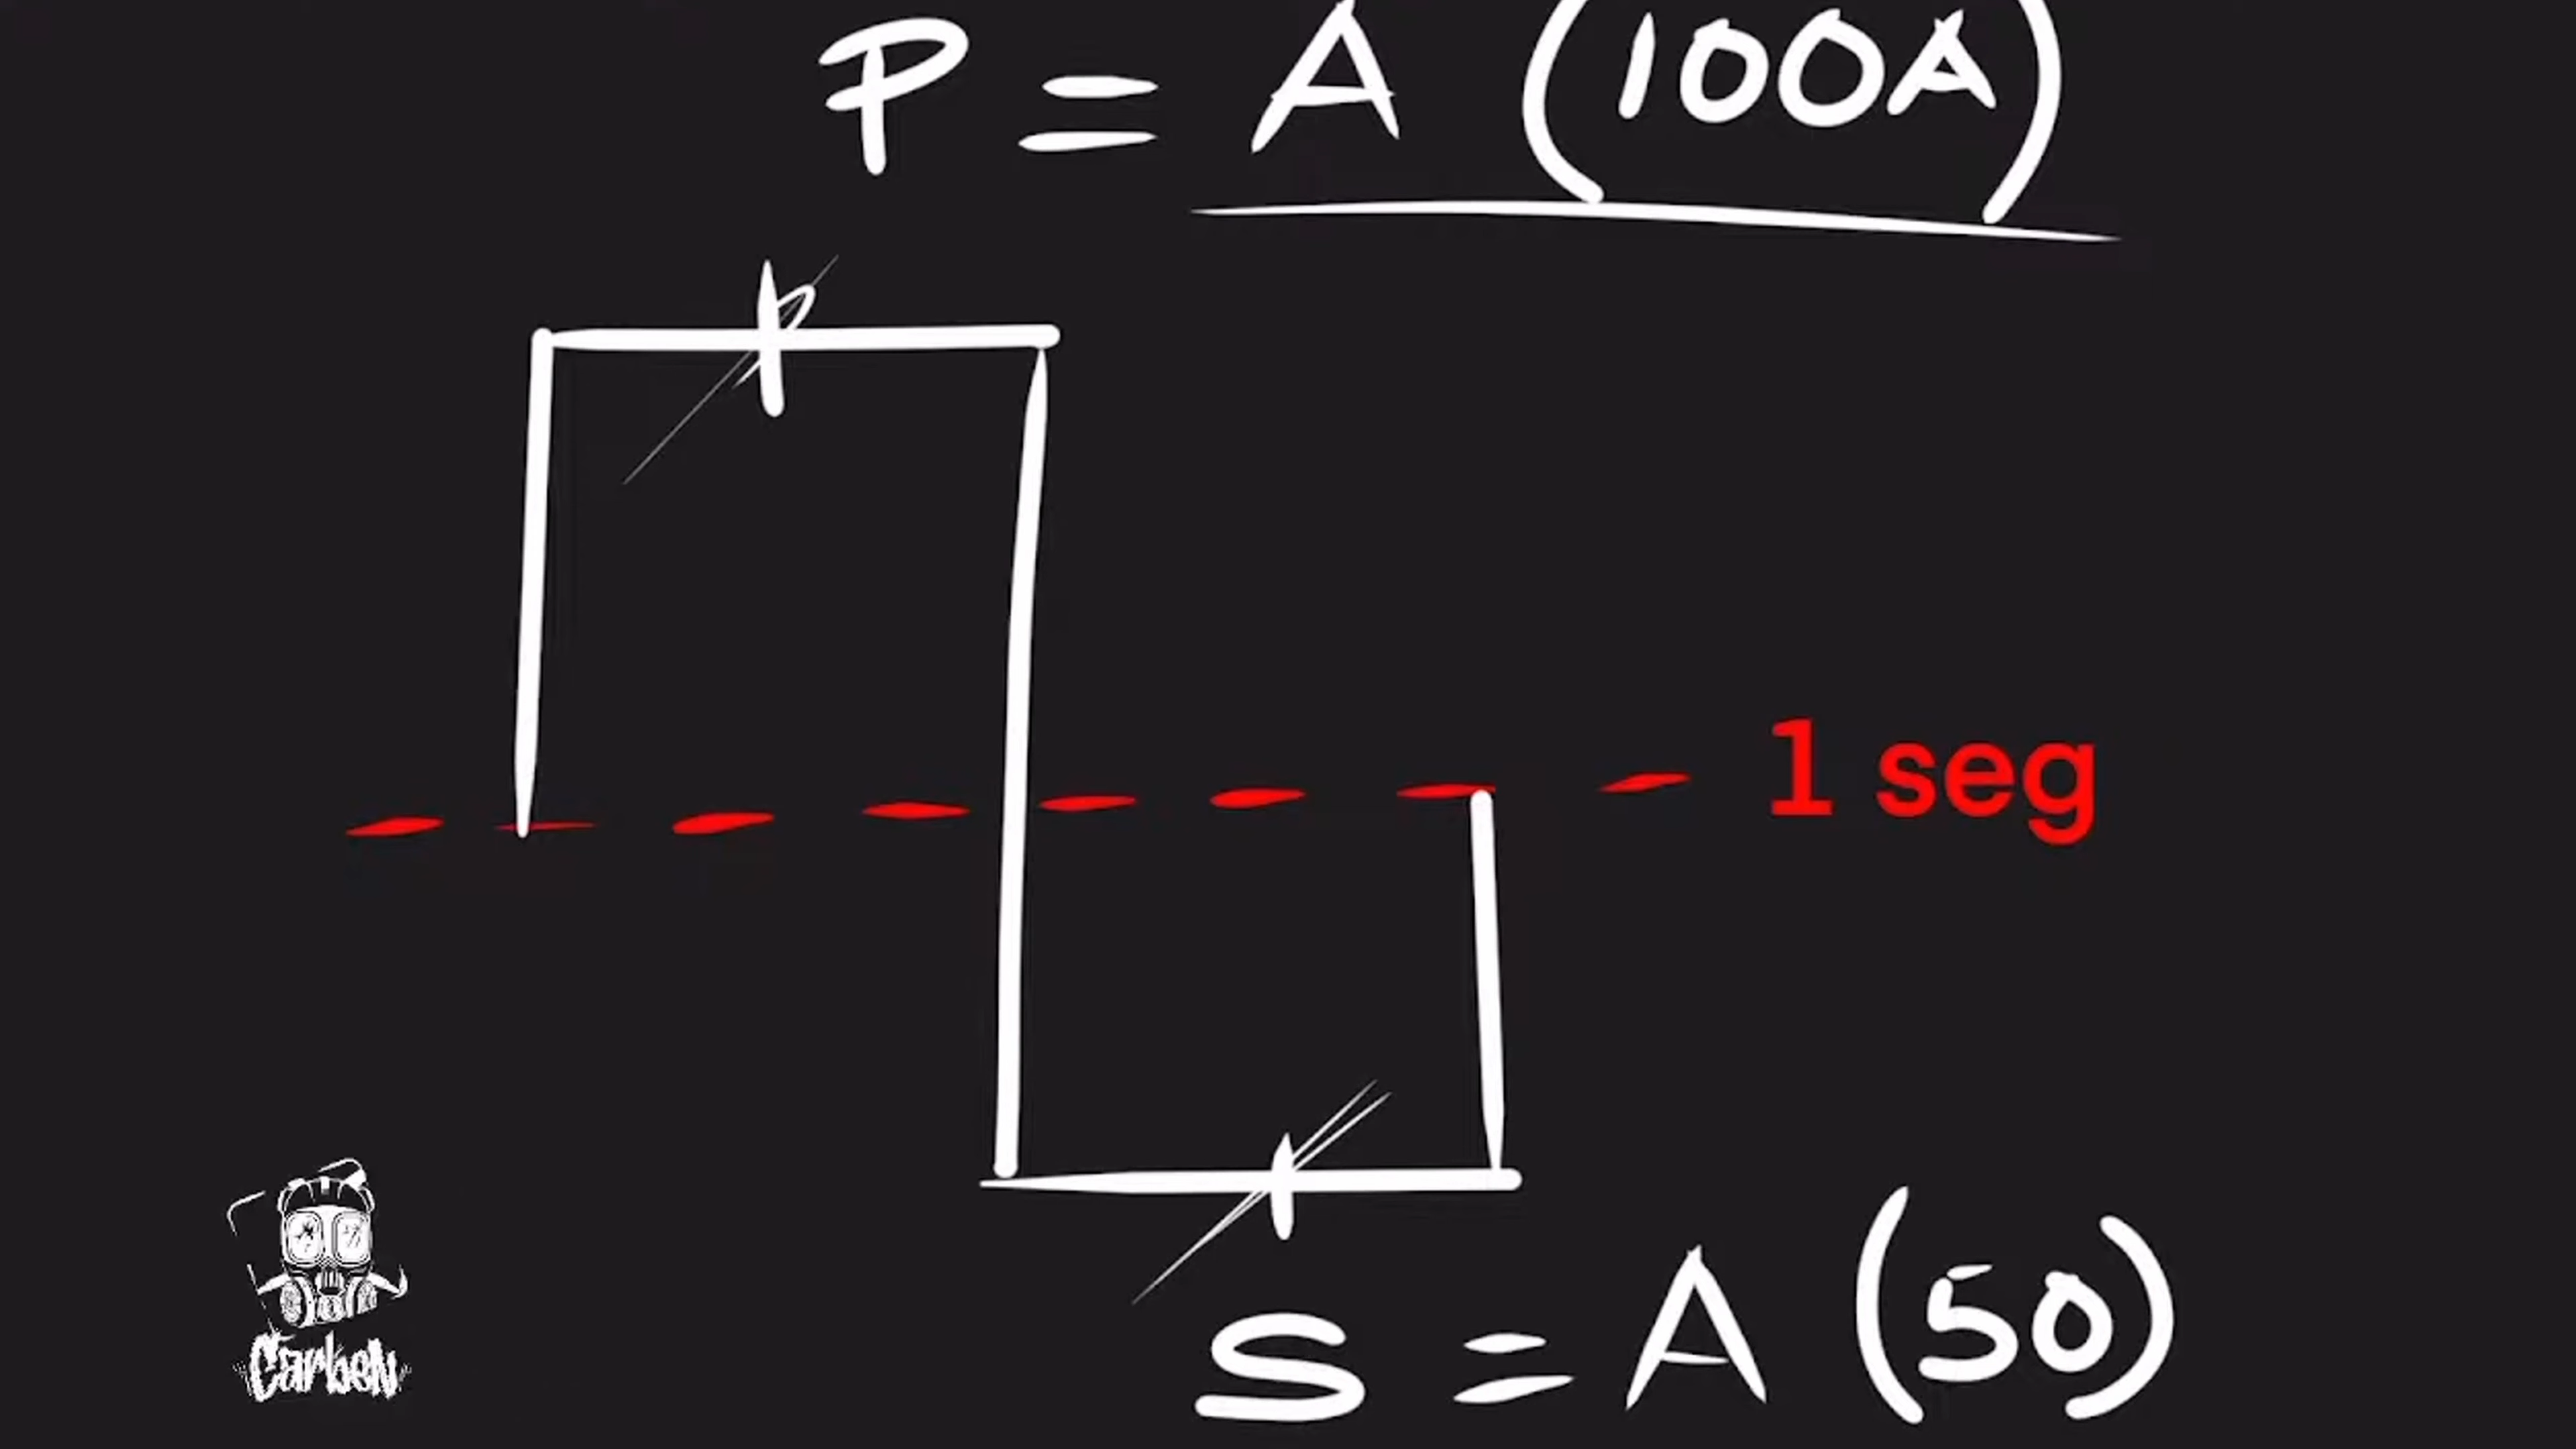 P = A (100A)
P
1 seg
S = A (50)
CarbeN